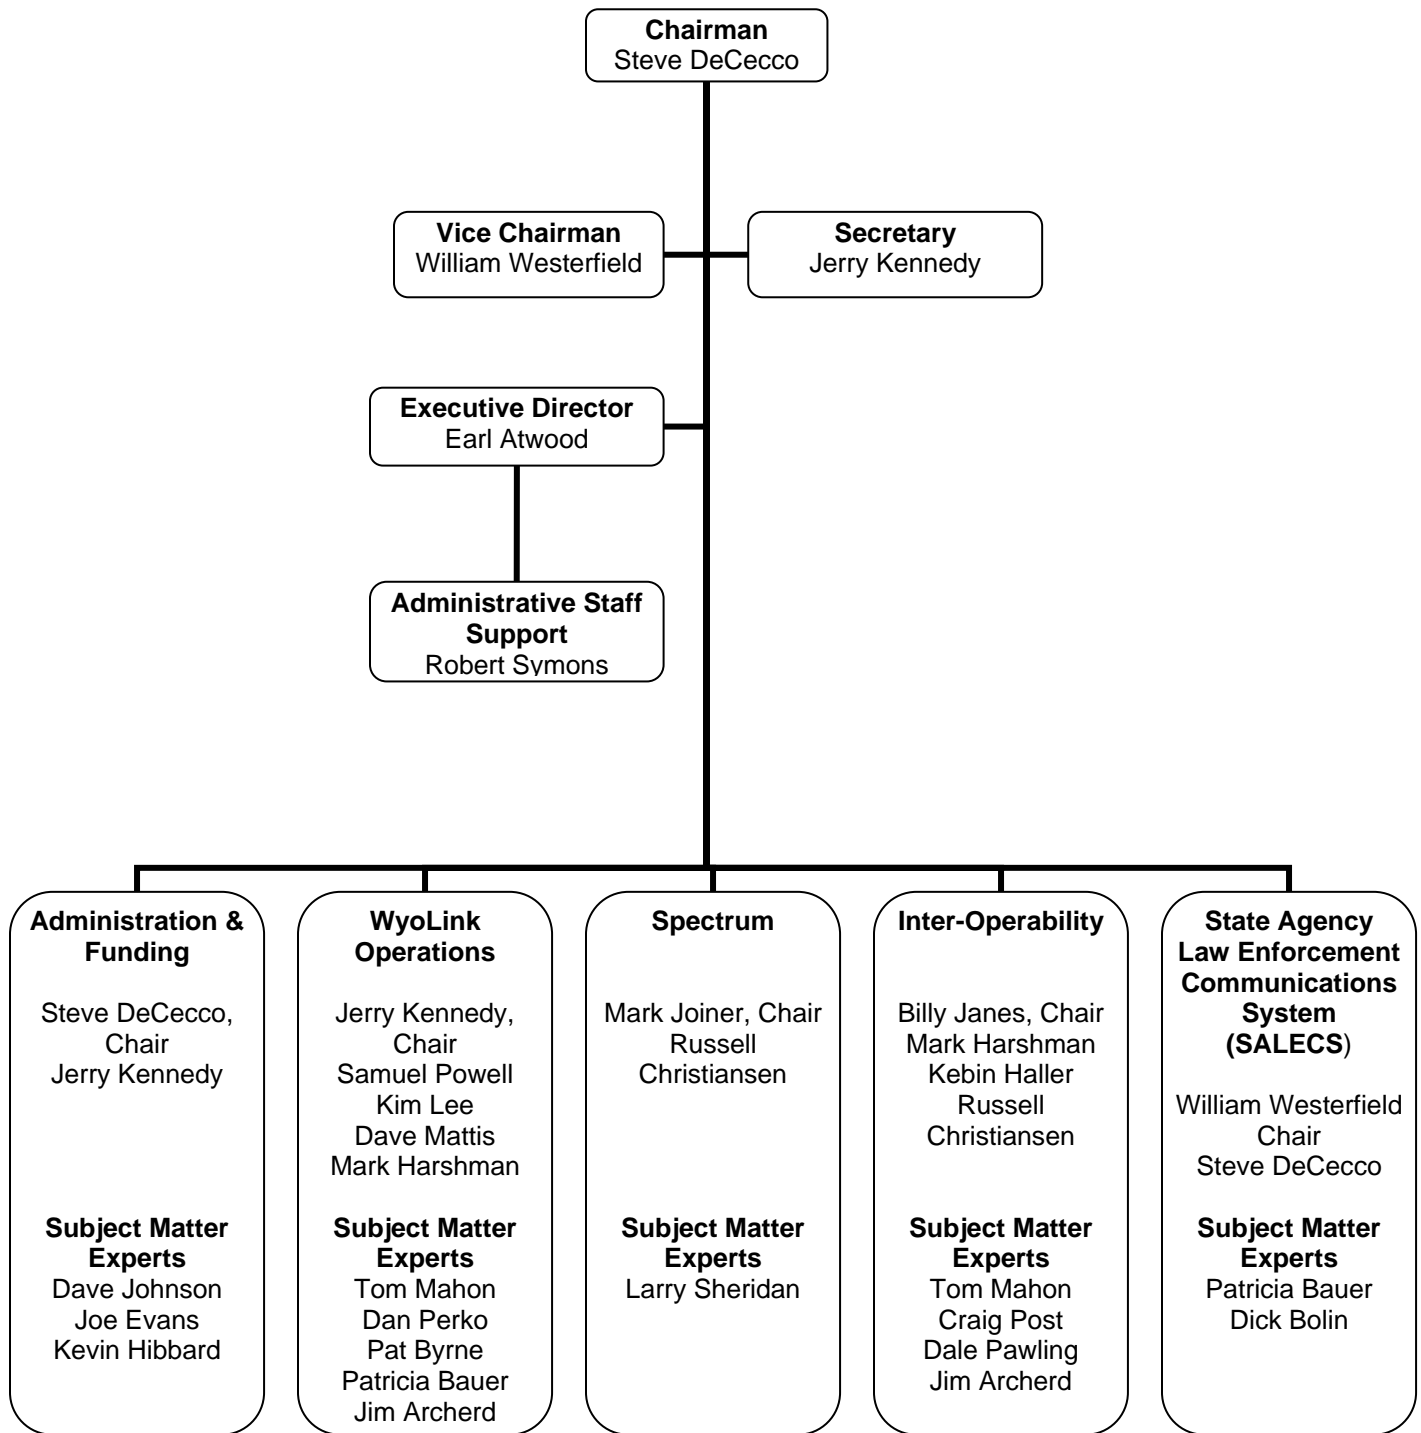 Chairman
Steve DeCecco
Vice Chairman
William Westerfield
Secretary
Jerry Kennedy
Executive Director
Earl Atwood
Administrative Staff
Support
Robert Symons
Administration &
Funding
Steve DeCecco,
Chair
Jerry Kennedy
Subject Matter
Experts
Dave Johnson
Joe Evans
Kevin Hibbard
WyoLink
Operations
Jerry Kennedy,
Chair
Samuel Powell
Kim Lee
Dave Mattis
Mark Harshman
Subject Matter
Experts
Tom Mahon
Dan Perko
Pat Byrne
Patricia Bauer
Jim Archerd
Spectrum
Mark Joiner, Chair
Russell
Christiansen
Subject Matter
Experts
Larry Sheridan
Inter-Operability
Billy Janes, Chair
Mark Harshman
Kebin Haller
Russell
Christiansen
Subject Matter
Experts
Tom Mahon
Craig Post
Dale Pawling
Jim Archerd
State Agency
Law Enforcement
Communications
System
(SALECS)
William Westerfield
Chair
Steve DeCecco
Subject Matter
Experts
Patricia Bauer
Dick Bolin